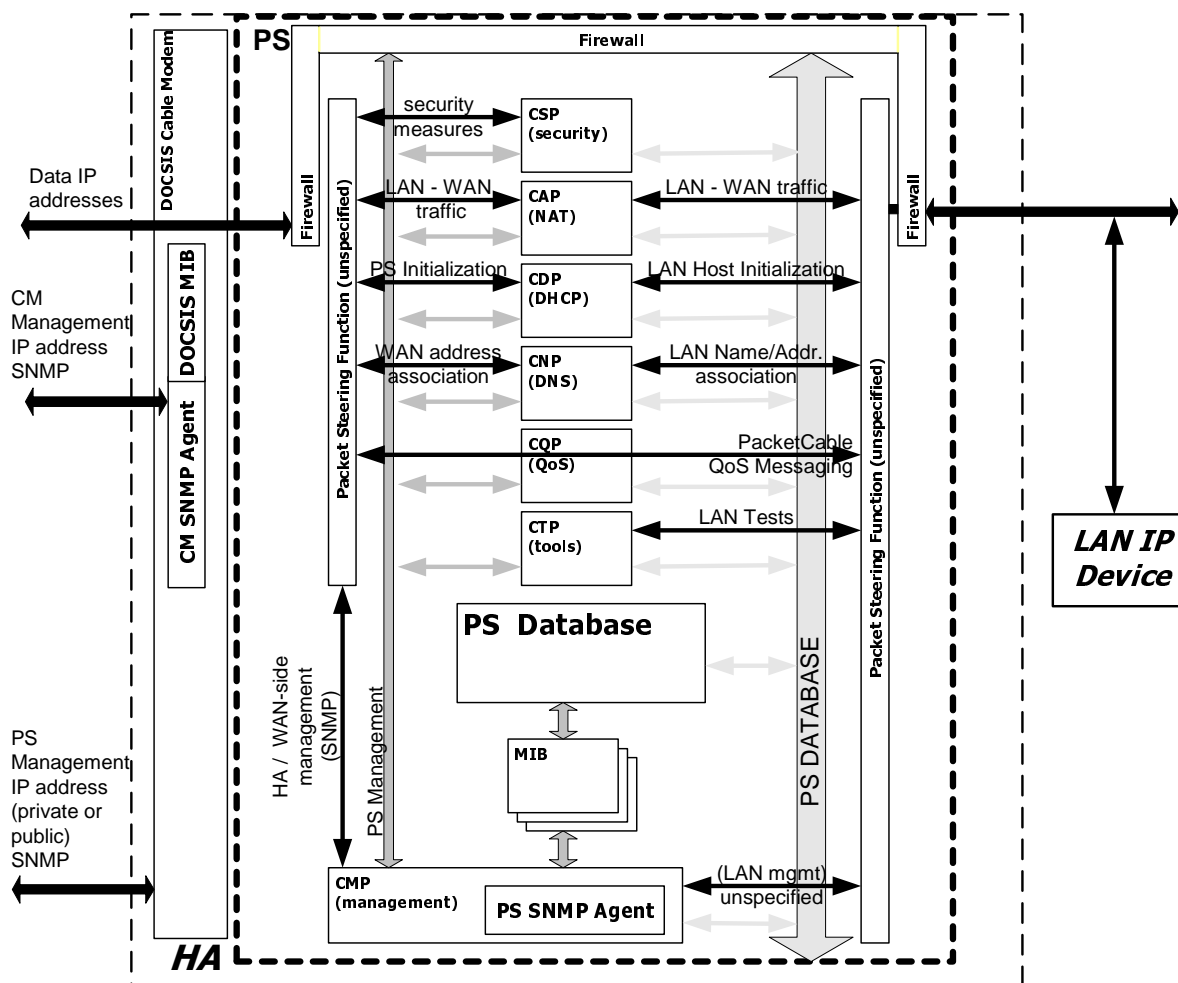 PS
Firewall
DOCSIS Cable Modem
security
measures
CSP
(security)
Data IP
addresses
Firewall
LAN - WAN
traffic
CAP
(NAT)
LAN - WAN traffic
Firewall
Packet Steering Function (unspecified)
PS Initialization
CDP
(DHCP)
LAN Host Initialization
CM
Management
IP address
SNMP
DOCSIS MIB
CM SNMP Agent
WAN address
association
CNP
(DNS)
LAN Name/Addr.
association
CQP
(QoS)
PacketCable
QoS Messaging
Packet Steering Function (unspecified)
CTP
(tools)
LAN Tests
LAN IP
Device
PS Database
HA / WAN-side
management
(SNMP)
PS Management
PS DATABASE
MIB
PS
Management
IP address
(private or
public)
SNMP
CMP
(management)
PS SNMP Agent
(LAN mgmt)
unspecified
HA